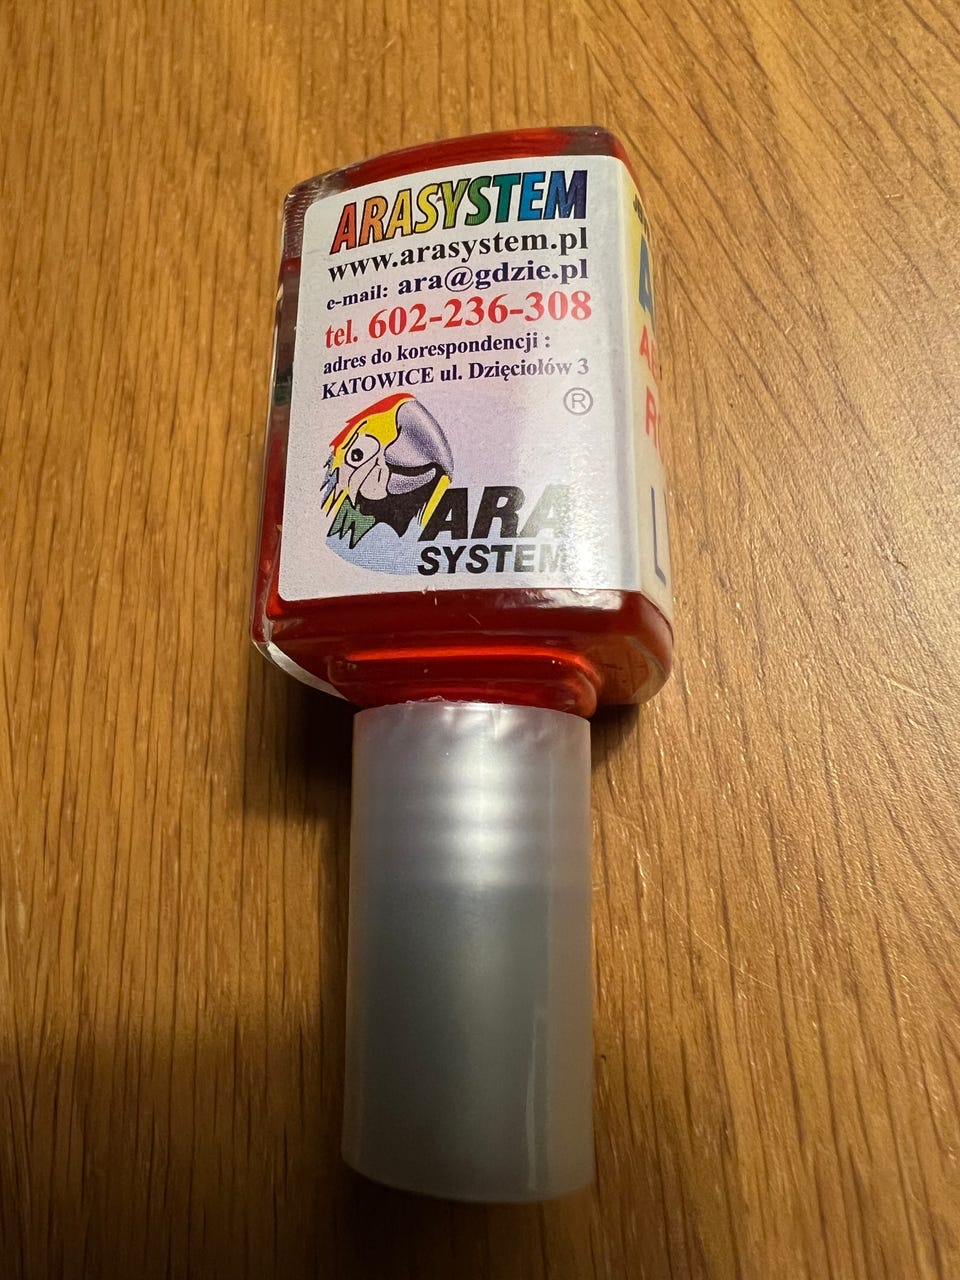 ARASYSTEM
www.arasystem.pl
e-mail: ara@gdzie.pl
tel. 602-236-308
adres do korespondencji :
KATOWICE ul. Dzięciołów 3
®
ARA
SYSTEM